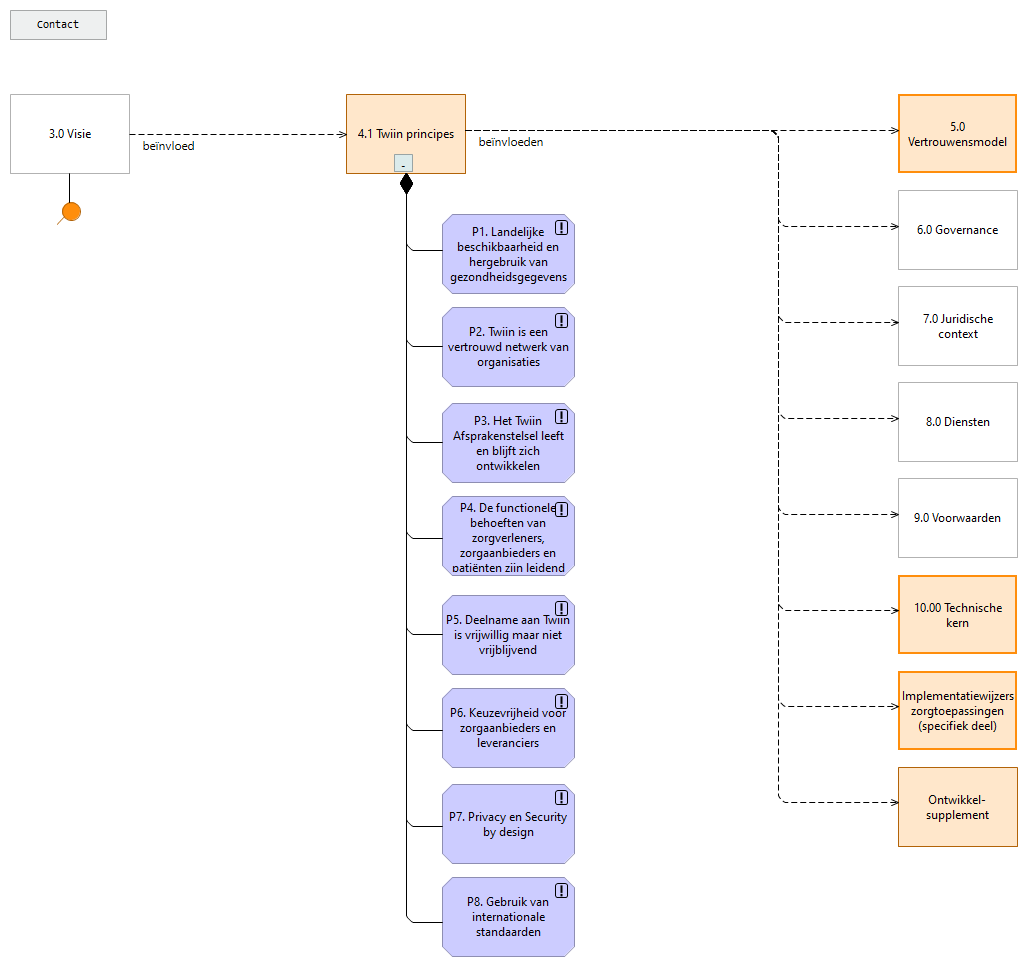 Contact
3.0 Visie
beïnvloed
4.1 Twiin principes
-
beïnvloeden
P1. Landelijke
beschikbaarheid en
hergebruik van
gezondheidsgegevens
P2. Twiin is een
vertrouwd netwerk van
organisaties
P3. Het Twiin
Afsprakenstelsel leeft
en blijft zich
ontwikkelen
P4. De functionele
behoeften van
zorgverleners,
zorgaanbieders en
patiënten zijn leidend
P5. Deelname aan Twiin
is vrijwillig maar niet
vrijblijvend
P6. Keuzevrijheid voor
zorgaanbieders en
leveranciers
P7. Privacy en Security
by design
P8. Gebruik van
internationale
standaarden
5.0
Vertrouwensmodel
6.0 Governance
7.0 Juridische
context
8.0 Diensten
9.0 Voorwaarden
10.00 Technische
kern
Implementatiewijzers
zorgtoepassingen
(specifiek deel)
Ontwikkel-
supplement